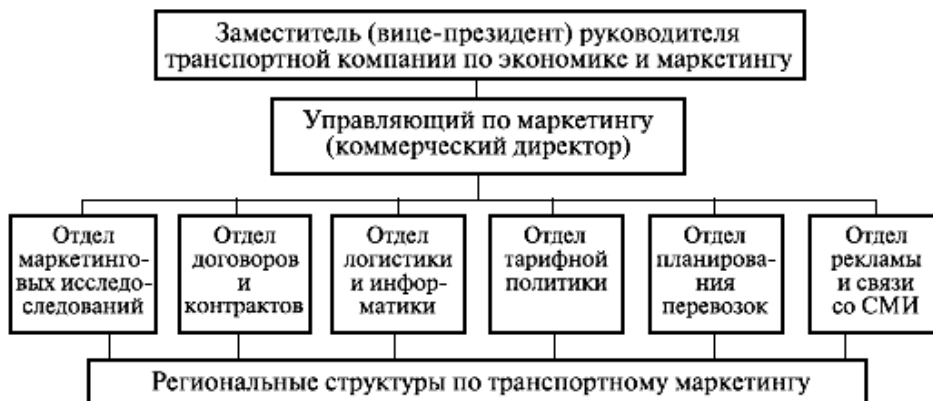 Заместитель (вице-президент) руководителя
транспортной компании по экономике и маркетингу
Управляющий по маркетингу
(коммерческий директор)
Отдел
маркетинго-
вых исследо-
следований
Отдел
договоров
и
контрактов
Отдел
логистики
и инфор-
матики
Отдел
тарифной
политики
Отдел
планирова-
ния
перевозок
Отдел
рекламы
и связи
со СМИ
Региональные структуры по транспортному маркетингу